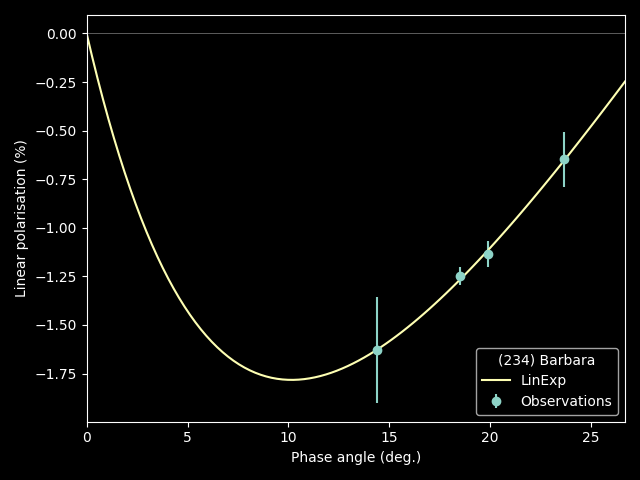 0.00
−0.25
−0.50
−0.75
−1.00
−1.25
−1.50
−1.75
Linear polarisation (%)
0
5
10
15
20
25
Phase angle (deg.)
(234) Barbara
LinExp
Observations